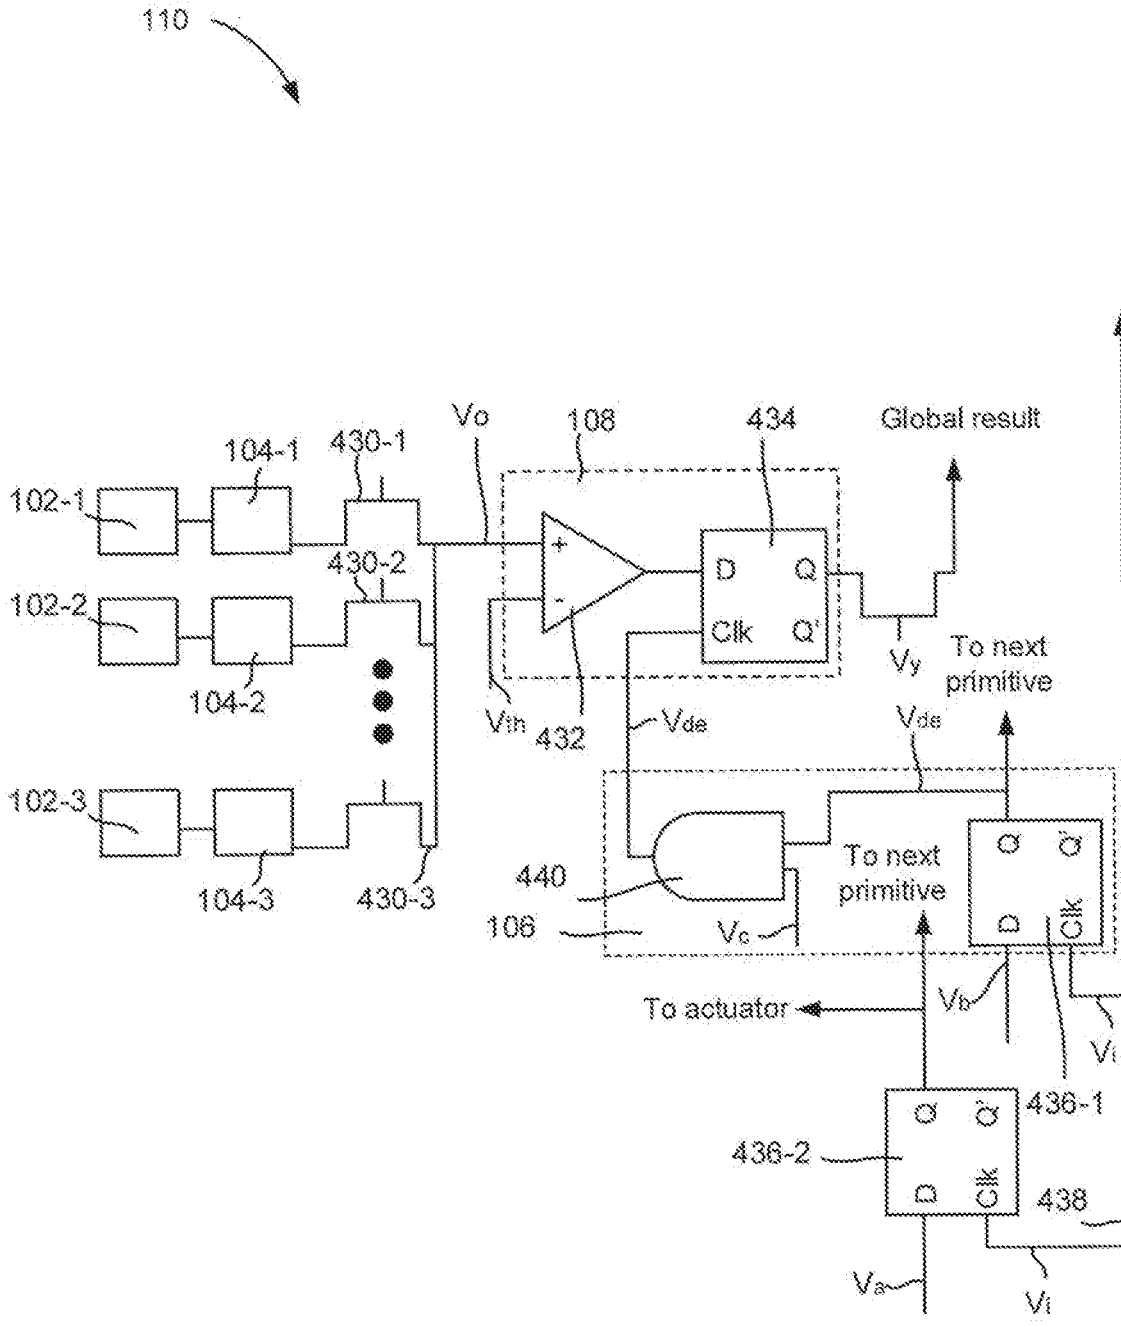 110
Vo
108
434
Global result
104-1
430-1
102-1
+
D
Q
430-2
102-2
-
Clk
Q'
104-2
Vth
432
Vde
Vy
To next
primitive
Vde
102-3
Q
Q'
To next
primitive
440
104-3
430-3
D
Clk
106
Vc
Vb
To actuator
Vi
436-1
Q
Q'
436-2
D
Clk
438
Va
Vi